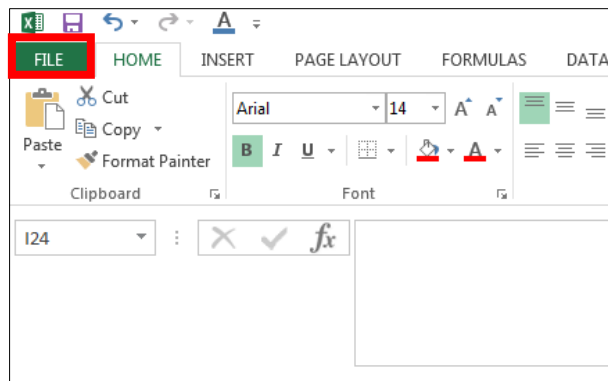 FILE HOME INSERT PAGE LAYOUT FORMULAS DATA
Cut
Copy
Format Painter
Paste
Arial 14 A A
B I U A
Clipboard Font
I24 fx